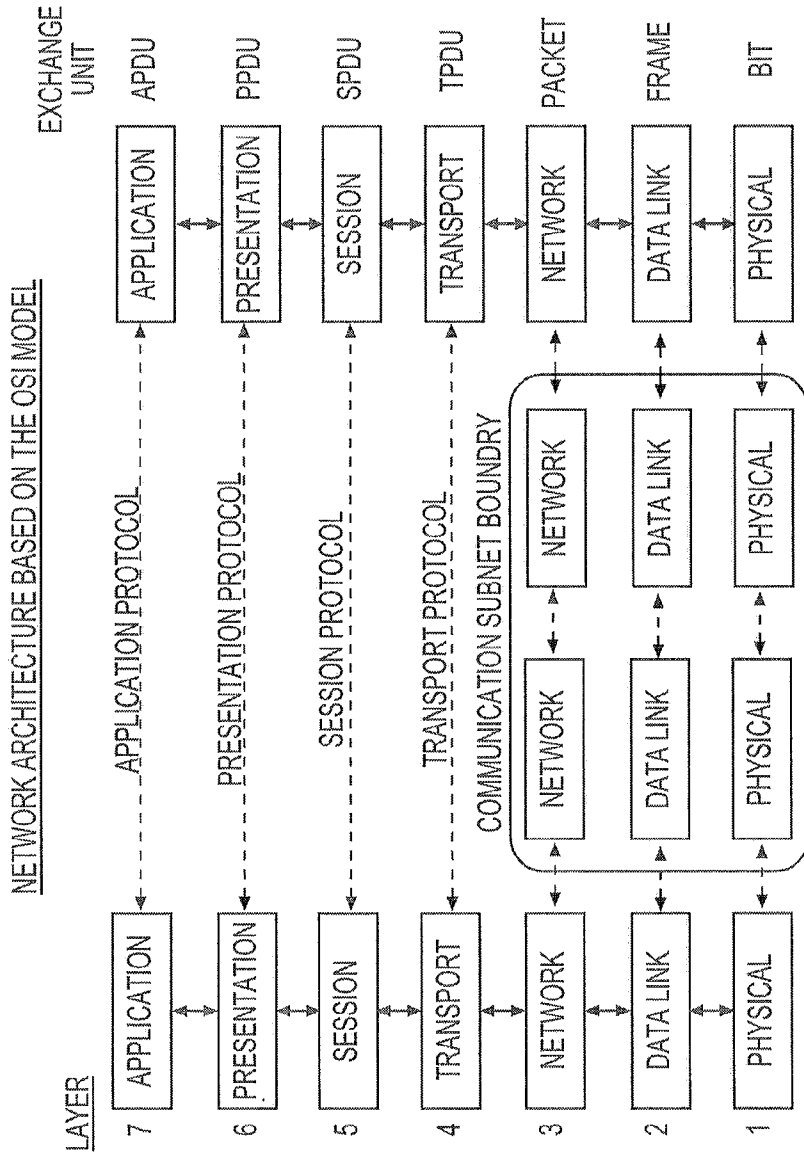 NETWORK ARCHITECTURE BASED ON THE OSI MODEL
LAYER
EXCHANGE
UNIT
7 APPLICATION APPLICATION PROTOCOL APPLICATION APDU
6 PRESENTATION PRESENTATION PROTOCOL PRESENTATION PPDU
5 SESSION SESSION PROTOCOL SESSION SPDU
4 TRANSPORT TRANSPORT PROTOCOL TRANSPORT TPDU
COMMUNICATION SUBNET BOUNDRY
3 NETWORK NETWORK NETWORK NETWORK PACKET
2 DATA LINK DATA LINK DATA LINK DATA LINK FRAME
1 PHYSICAL PHYSICAL PHYSICAL PHYSICAL BIT